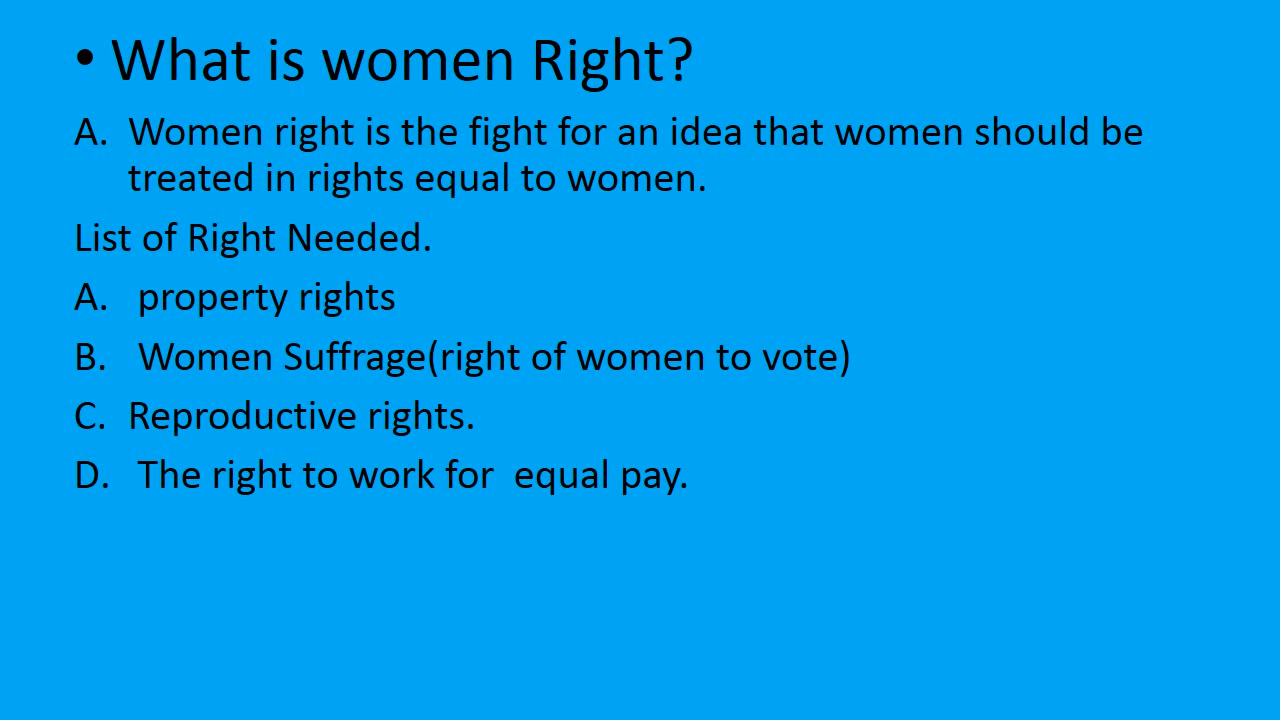 • What is women Right?
A. Women right is the fight for an idea that women should be
treated in rights equal to women.
List of Right Needed.
A. property rights
B. Women Suffrage(right of women to vote)
C. Reproductive rights.
D. The right to work for  equal pay.